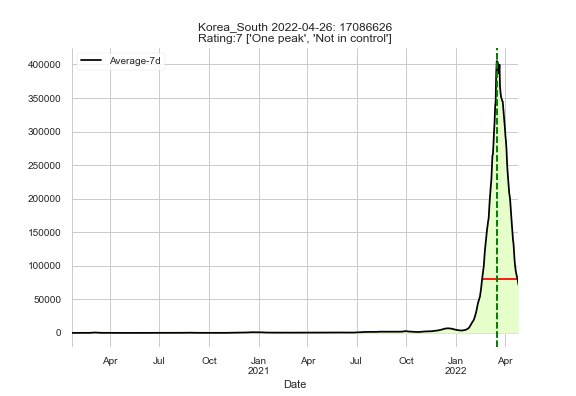 Korea_South 2022-04-26: 17086626
Rating:7 ['One peak', 'Not in control']
Average-7d
400000
350000
300000
250000
200000
150000
100000
50000
0
Apr Jul Oct Jan Apr Jul Oct Jan Apr
2021 2022
Date